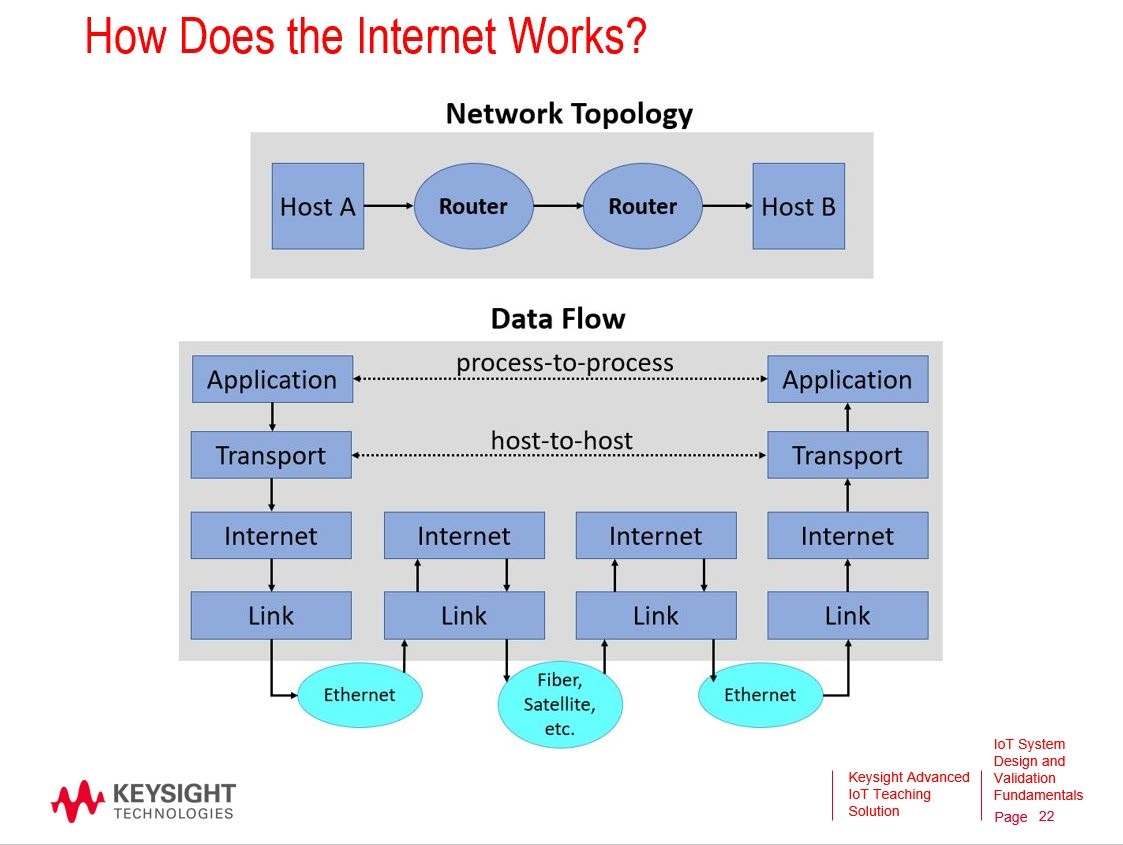 How Does the Internet Works?
Network Topology
Host A
Router
Router
Host B
Data Flow
process-to-process
Application
Application
host-to-host
Transport
Transport
Internet
Internet
Internet
Internet
Link
Link
Link
Link
Ethernet
Fiber,
Satellite,
etc.
Ethernet
KEYSIGHT
TECHNOLOGIES
Keysight Advanced
IoT Teaching
Solution
IoT System
Design and
Validation
Fundamentals
Page 22